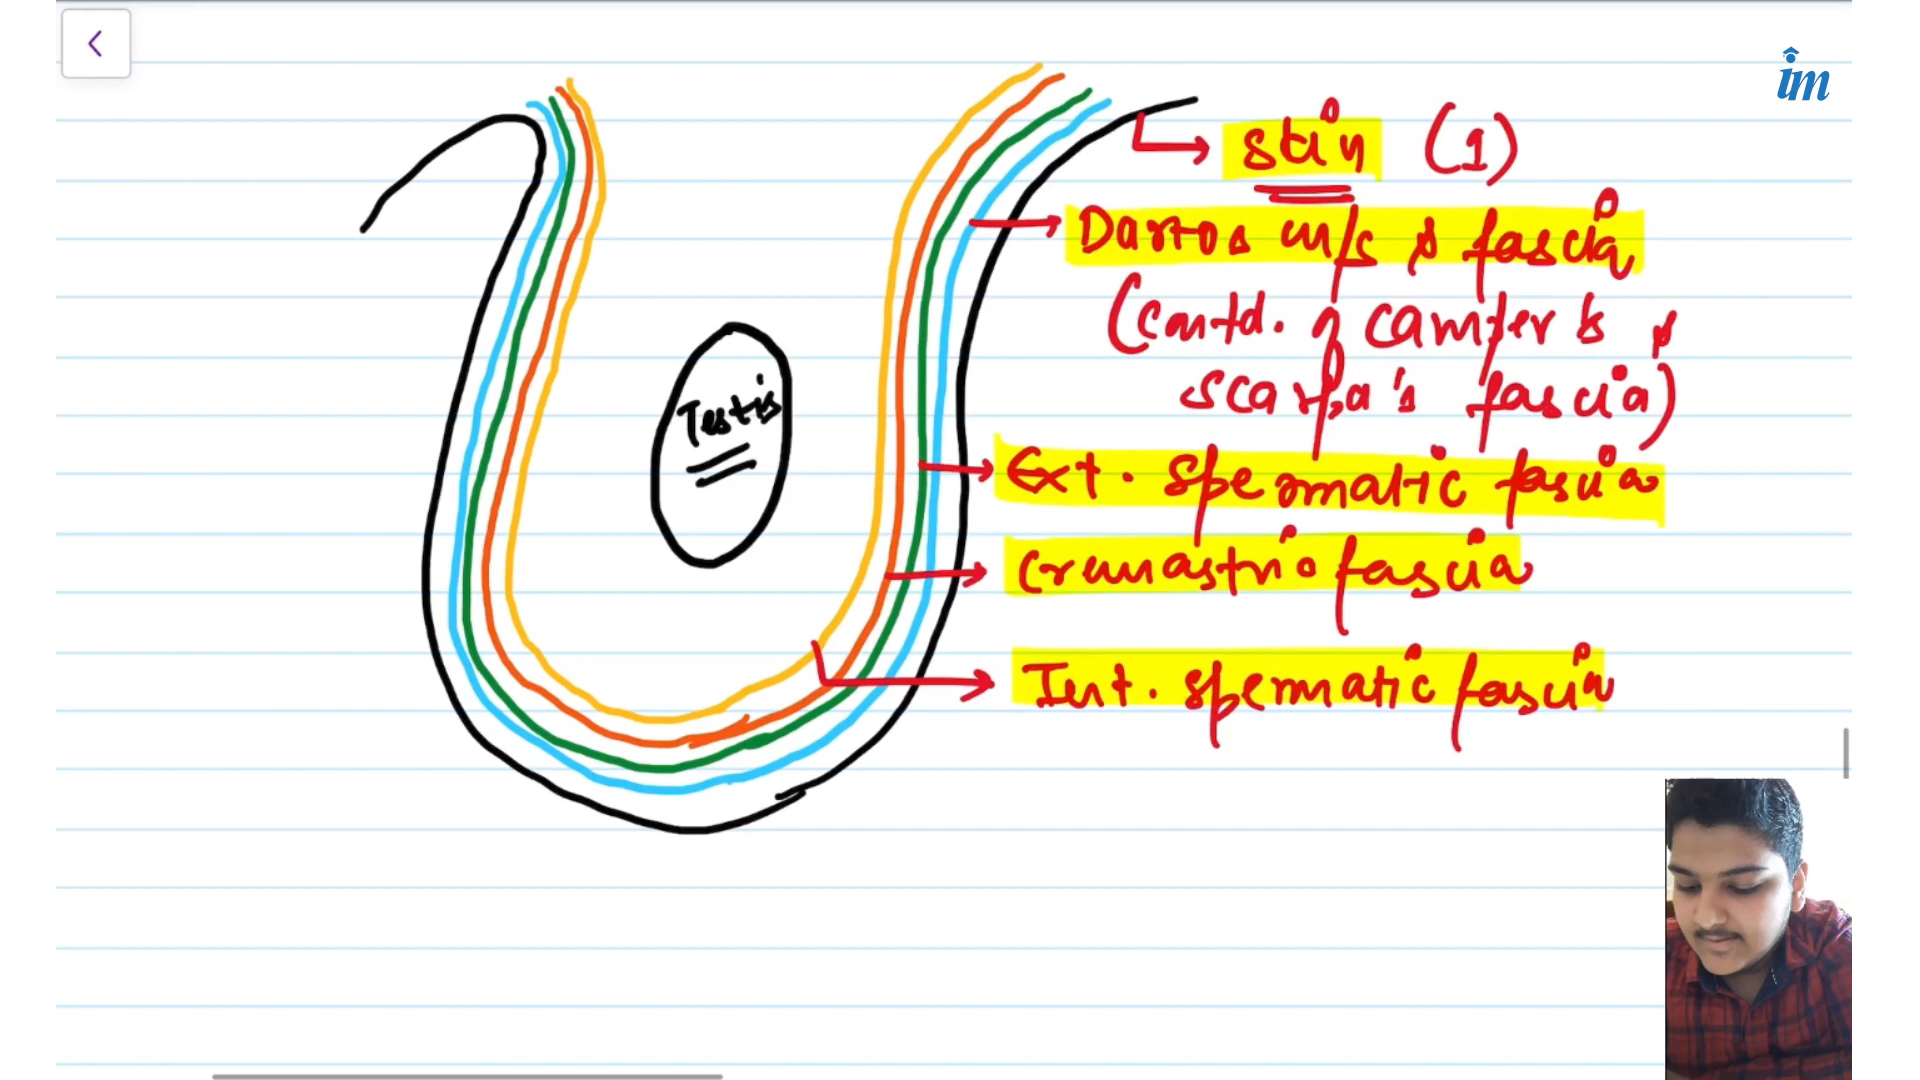 im
skin (1)
Dartos m/s & fascia
(contd. of camper's &
scarpa's fascia)
Testis
Ext. spermatic fascia
cremastric fascia
Int. spermatic fascia